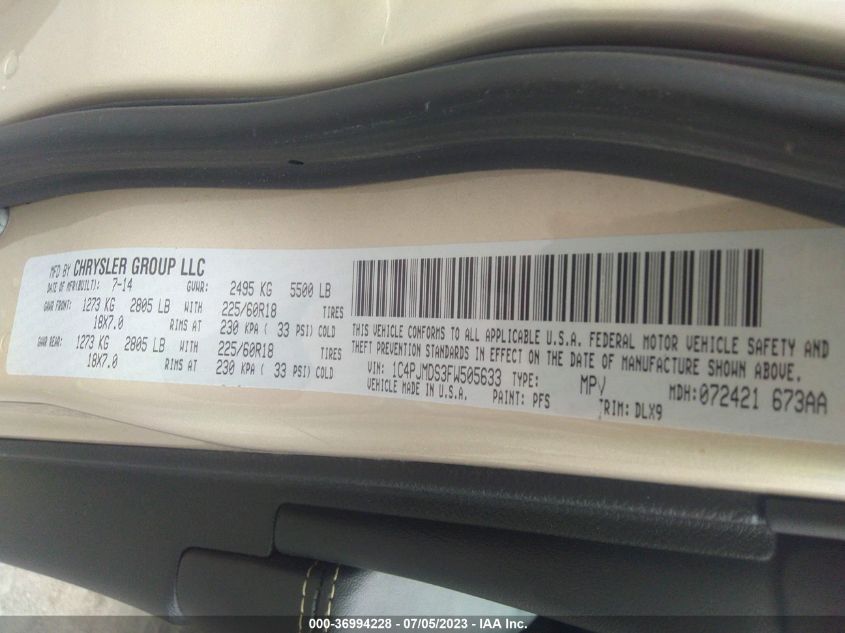 MFD BY CHRYSLER GROUP LLC
DATE OF MFR(BUILT): 7-14 GVWR: 2495 KG 5500 LB
GAWR FRONT: 1273 KG 2805 LB WITH 225/60R18 TIRES
18X7.0 RIMS AT 230 KPA ( 33 PSI) COLD
GAWR REAR: 1273 KG 2805 LB WITH 225/60R18 TIRES
18X7.0 RIMS AT 230 KPA ( 33 PSI) COLD
THIS VEHICLE CONFORMS TO ALL APPLICABLE U.S.A. FEDERAL MOTOR VEHICLE SAFETY AND
THEFT PREVENTION STANDARDS IN EFFECT ON THE DATE OF MANUFACTURE SHOWN ABOVE.
VIN: 1C4PJMDS3FW505633 TYPE: MPV MDH: 072421 673AA
VEHICLE MADE IN U.S.A. PAINT: PFS TRIM: DLX9
000-36994228 - 07/05/2023 - IAA Inc.